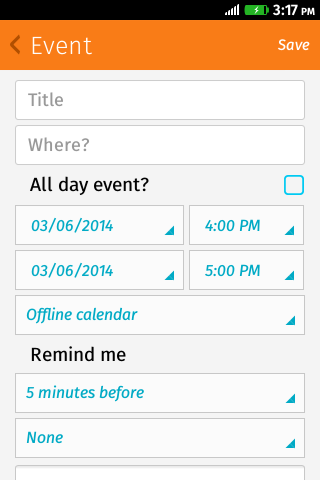 3:17 PM
Event
Save
Title
Where?
All day event?
03/06/2014 4:00 PM
03/06/2014 5:00 PM
Offline calendar
Remind me
5 minutes before
None